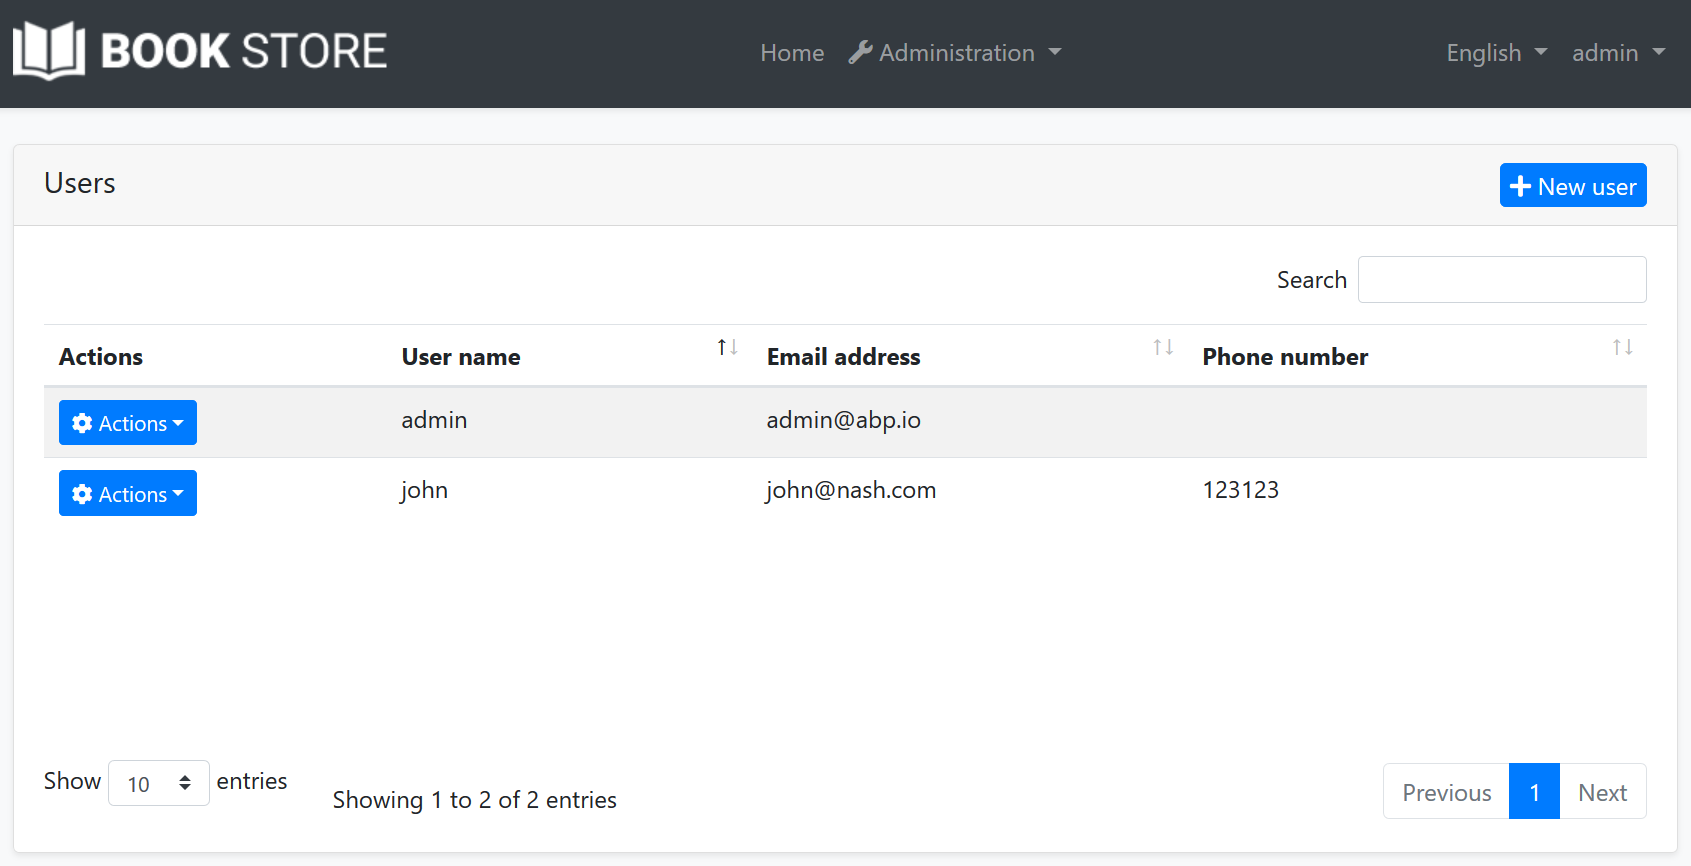 BOOK STORE
Home Administration
English admin
Users
New user
Search
Actions User name Email address Phone number
Actions admin admin@abp.io
Actions john john@nash.com 123123
Show 10 entries
Showing 1 to 2 of 2 entries
Previous 1 Next